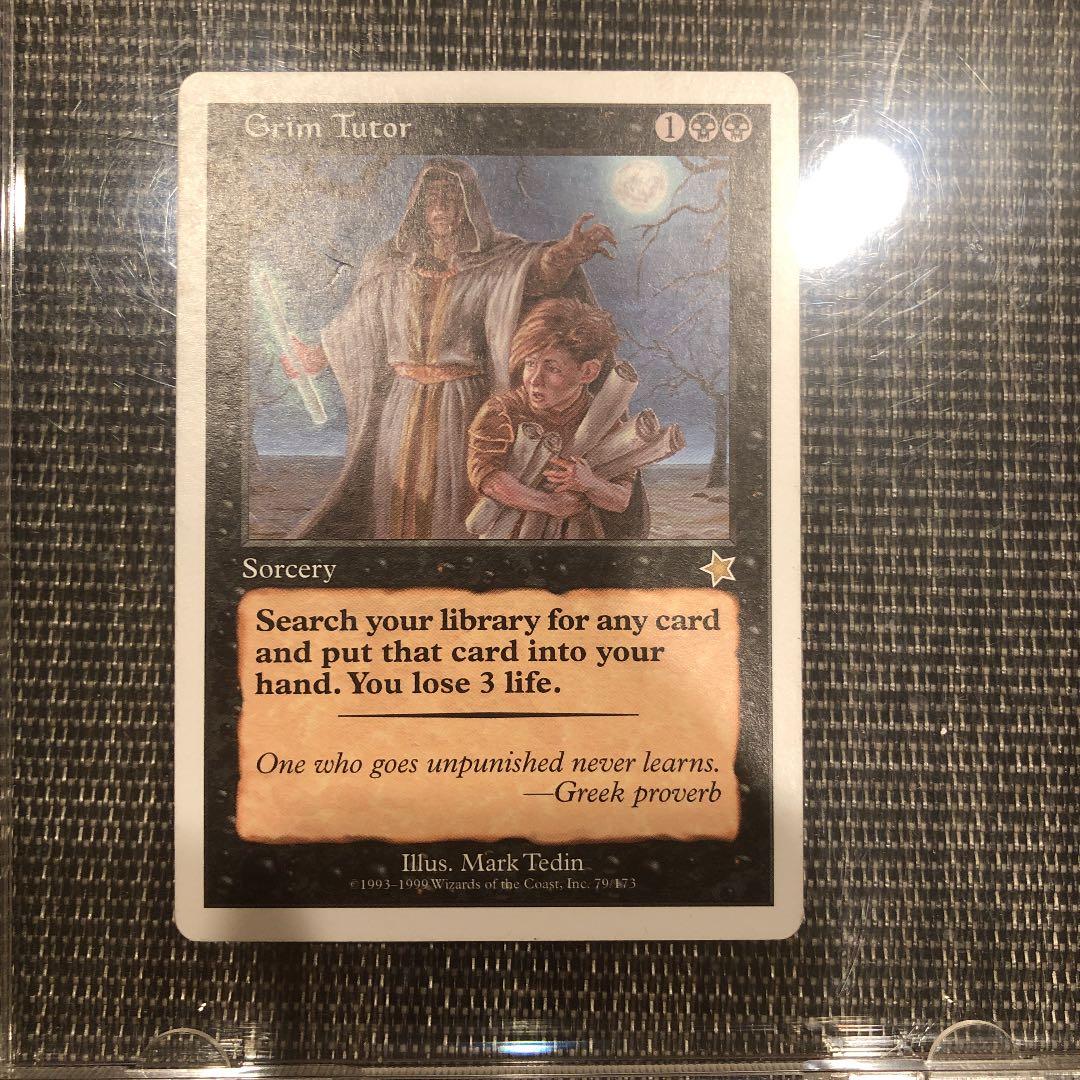 Grim Tutor
1
Sorcery
Search your library for any card
and put that card into your
hand. You lose 3 life.
One who goes unpunished never learns.
—Greek proverb
Illus. Mark Tedin
©1993–1999 Wizards of the Coast, Inc. 79/173